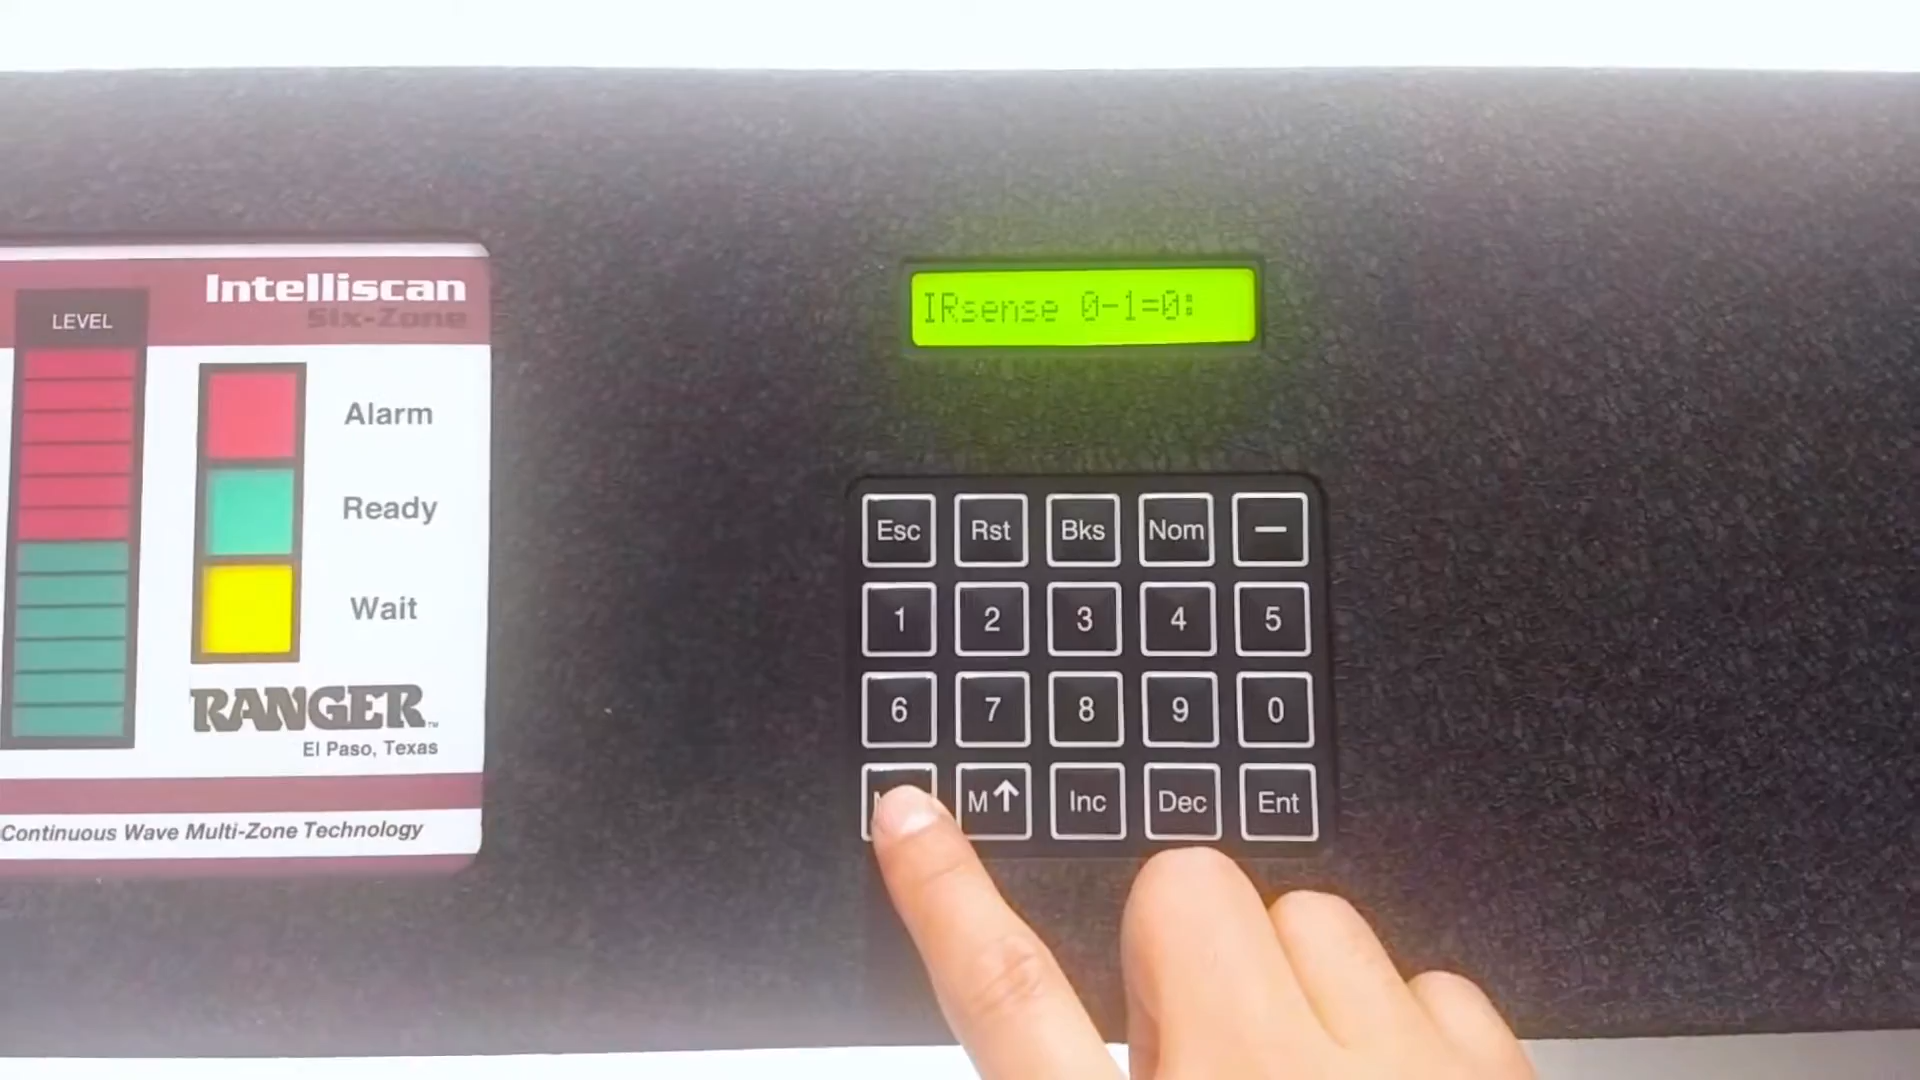 Intelliscan
Six-Zone
LEVEL
Alarm
Ready
Wait
RANGER™
El Paso, Texas
Continuous Wave Multi-Zone Technology
IRsense 0-1=0:
Esc Rst Bks Nom —
1 2 3 4 5
6 7 8 9 0
M↑ Inc Dec Ent